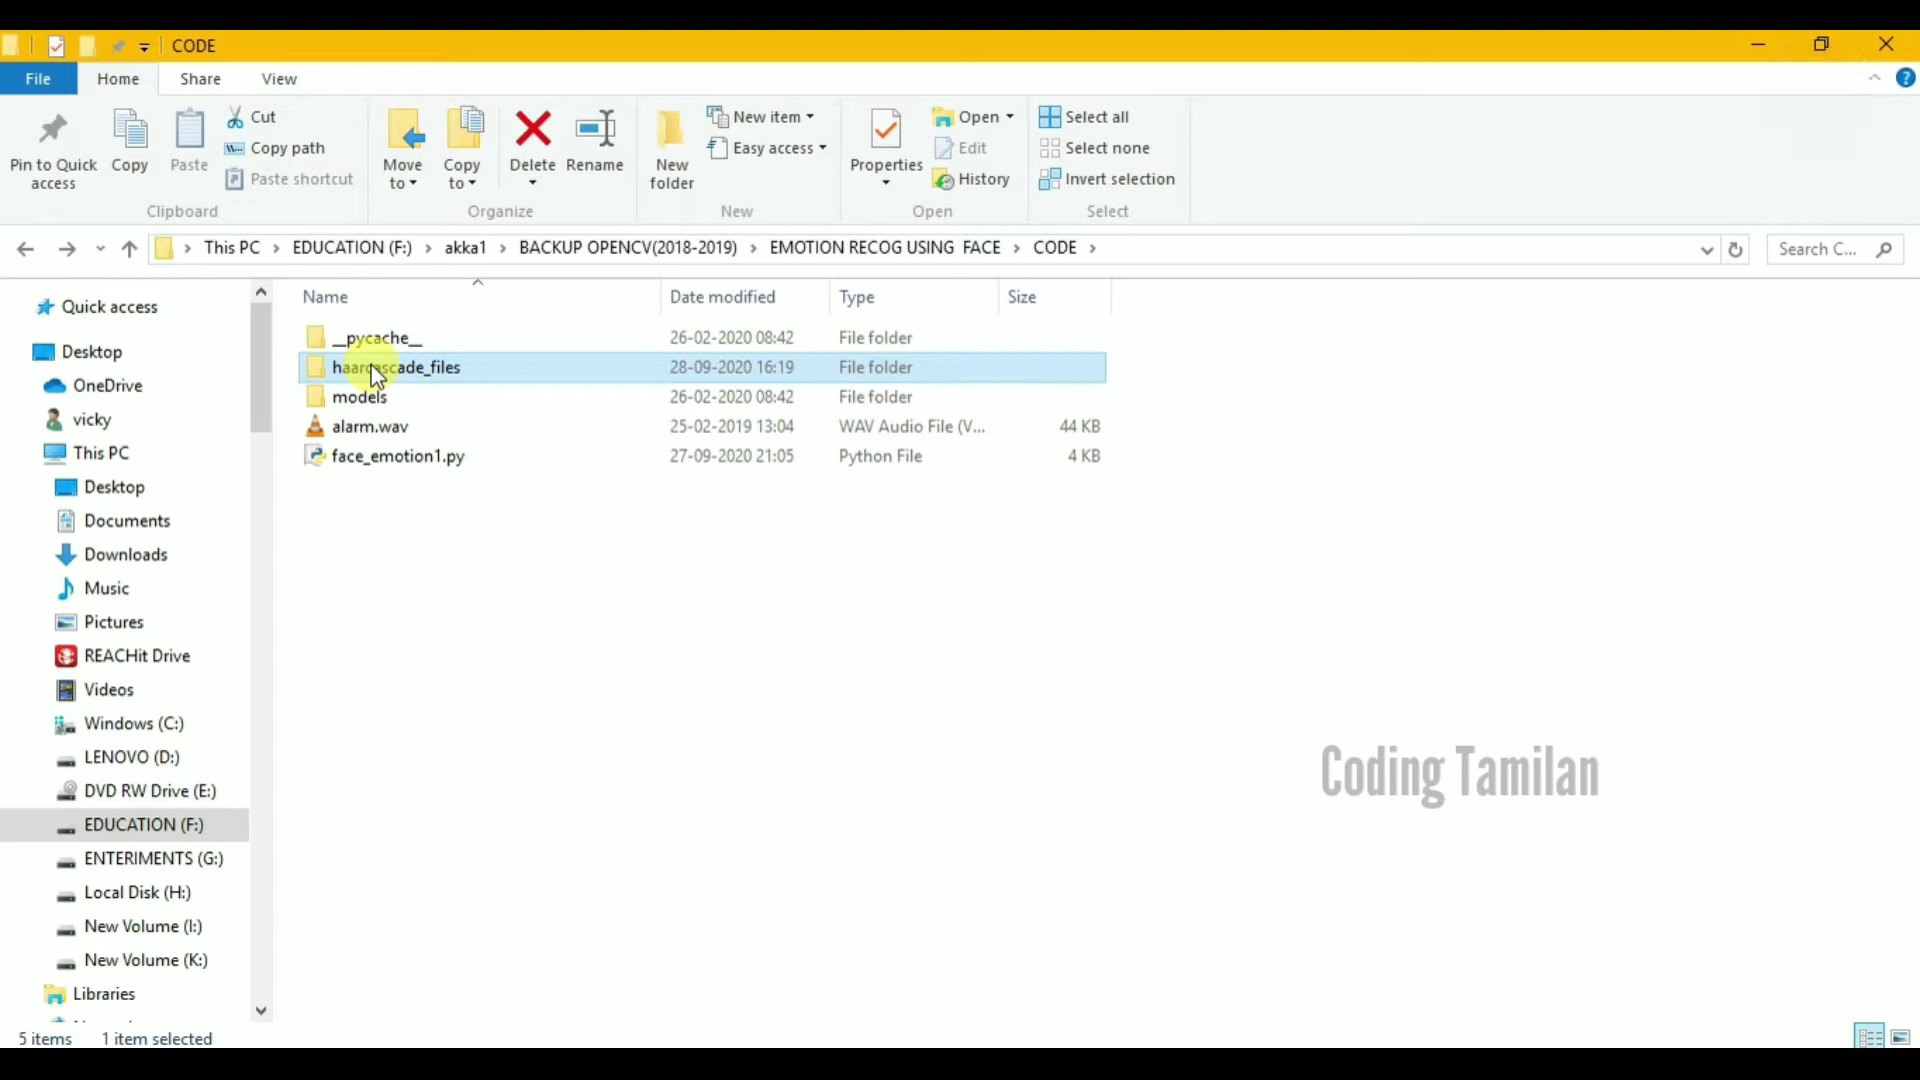 CODE
File
Home
Share
View
Pin to Quick access
Copy
Paste
Cut
Copy path
Paste shortcut
Clipboard
Move to
Copy to
Delete
Rename
Organize
New folder
New item
Easy access
New
Properties
Open
Edit
History
Open
Select all
Select none
Invert selection
Select
This PC > EDUCATION (F:) > akka1 > BACKUP OPENCV(2018-2019) > EMOTION RECOG USING FACE > CODE >
Search C...
Name Date modified Type Size
__pycache__ 26-02-2020 08:42 File folder
haarcascade_files 28-09-2020 16:19 File folder
models 26-02-2020 08:42 File folder
alarm.wav 25-02-2019 13:04 WAV Audio File (V... 44 KB
face_emotion1.py 27-09-2020 21:05 Python File 4 KB
Quick access
Desktop
OneDrive
vicky
This PC
Desktop
Documents
Downloads
Music
Pictures
REACHit Drive
Videos
Windows (C:)
LENOVO (D:)
DVD RW Drive (E:)
EDUCATION (F:)
ENTERIMENTS (G:)
Local Disk (H:)
New Volume (I:)
New Volume (K:)
Libraries
Coding Tamilan
5 items 1 item selected